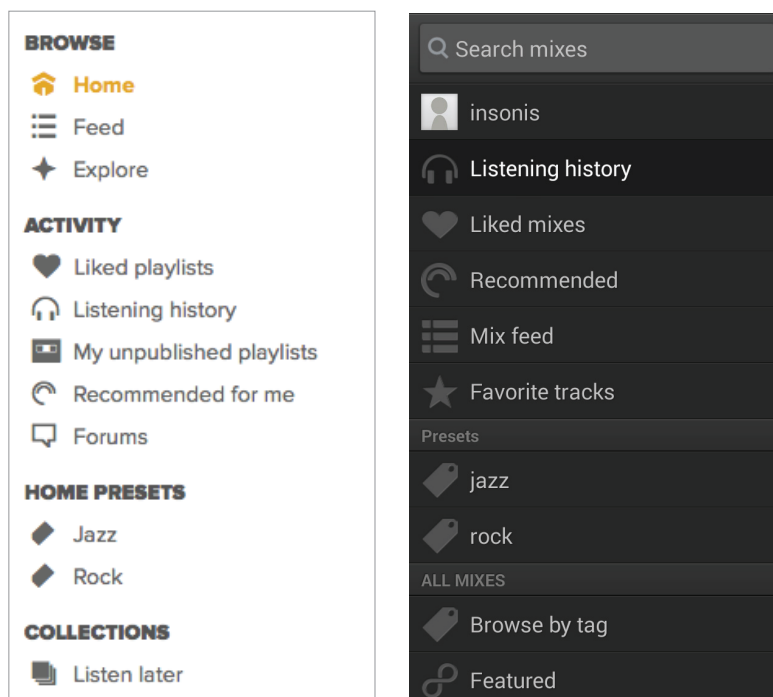 BROWSE
Home
Feed
Explore
ACTIVITY
Liked playlists
Listening history
My unpublished playlists
Recommended for me
Forums
HOME PRESETS
Jazz
Rock
COLLECTIONS
Listen later
Search mixes
insonis
Listening history
Liked mixes
Recommended
Mix feed
Favorite tracks
Presets
jazz
rock
ALL MIXES
Browse by tag
Featured